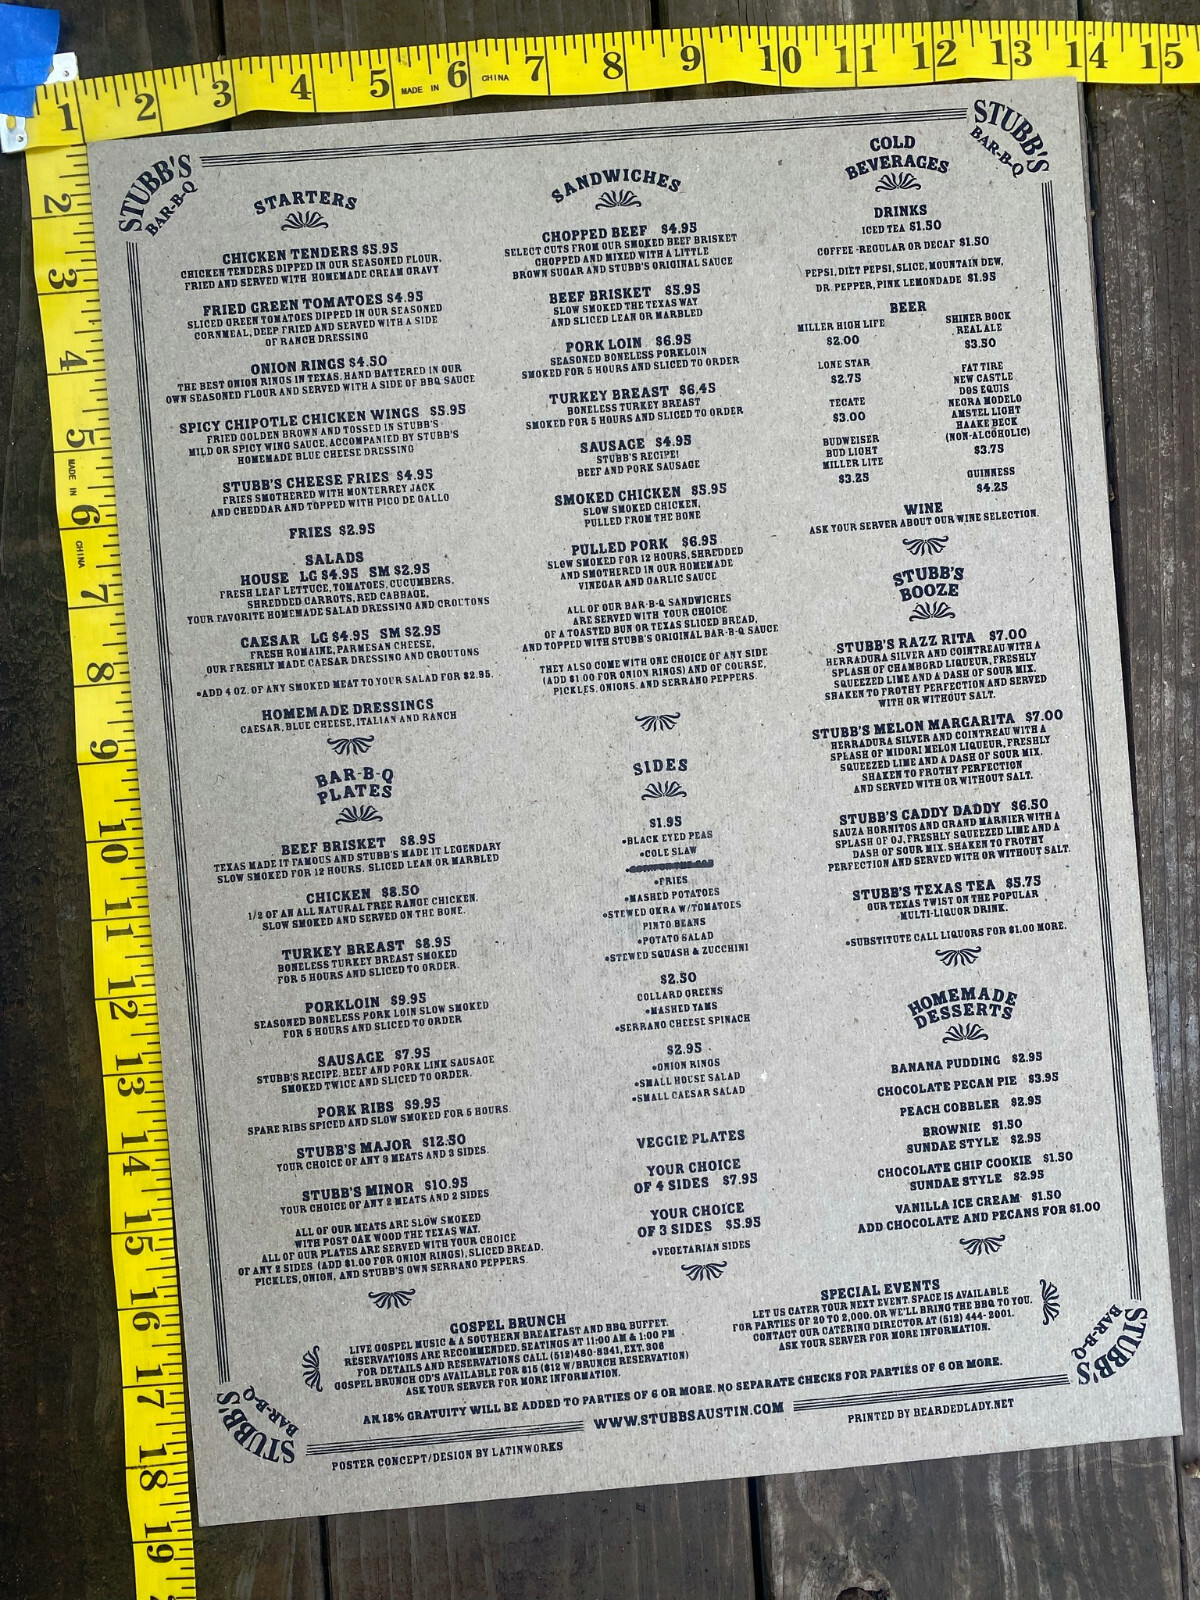 1 2 3 4 5 MADE IN 6 CHINA 7 8 9 10 11 12 13 14 15
2 3 4 5 MADE IN 6 CHINA 7 8 9 10 11 12 13 14 15 16 17 18 19
STUBB'S
BAR-B-Q
STUBB'S
BAR-B-Q
STARTERS
CHICKEN TENDERS $5.95
CHICKEN TENDERS DIPPED IN OUR SEASONED FLOUR,
FRIED AND SERVED WITH HOMEMADE CREAM GRAVY
FRIED GREEN TOMATOES $4.95
SLICED GREEN TOMATOES DIPPED IN OUR SEASONED
CORNMEAL, DEEP FRIED AND SERVED WITH A SIDE
OF RANCH DRESSING
ONION RINGS $4.50
THE BEST ONION RINGS IN TEXAS. HAND BATTERED IN OUR
OWN SEASONED FLOUR AND SERVED WITH A SIDE OF BBQ SAUCE
SPICY CHIPOTLE CHICKEN WINGS $5.95
FRIED GOLDEN BROWN AND TOSSED IN STUBB'S
MILD OR SPICY WING SAUCE, ACCOMPANIED BY STUBB'S
HOMEMADE BLUE CHEESE DRESSING
STUBB'S CHEESE FRIES $4.95
FRIES SMOTHERED WITH MONTERREY JACK
AND CHEDDAR AND TOPPED WITH PICO DE GALLO
FRIES $2.95
SALADS
HOUSE LG $4.95 SM $2.95
FRESH LEAF LETTUCE, TOMATOES, CUCUMBERS,
SHREDDED CARROTS, RED CABBAGE,
YOUR FAVORITE HOMEMADE SALAD DRESSING AND CROUTONS
CAESAR LG $4.95 SM $2.95
FRESH ROMAINE, PARMESAN CHEESE,
OUR FRESHLY MADE CAESAR DRESSING AND CROUTONS
•ADD 4 OZ. OF ANY SMOKED MEAT TO YOUR SALAD FOR $2.95.
HOMEMADE DRESSINGS
CAESAR, BLUE CHEESE, ITALIAN AND RANCH
BAR-B-Q
PLATES
BEEF BRISKET $8.95
TEXAS MADE IT FAMOUS AND STUBB'S MADE IT LEGENDARY
SLOW SMOKED FOR 12 HOURS. SLICED LEAN OR MARBLED
CHICKEN $8.50
1/2 OF AN ALL NATURAL FREE RANGE CHICKEN.
SLOW SMOKED AND SERVED ON THE BONE.
TURKEY BREAST $8.95
BONELESS TURKEY BREAST SMOKED
FOR 5 HOURS AND SLICED TO ORDER.
PORKLOIN $9.95
SEASONED BONELESS PORK LOIN SLOW SMOKED
FOR 5 HOURS AND SLICED TO ORDER
SAUSAGE $7.95
STUBB'S RECIPE. BEEF AND PORK LINK SAUSAGE
SMOKED TWICE AND SLICED TO ORDER.
PORK RIBS $9.95
SPARE RIBS SPICED AND SLOW SMOKED FOR 5 HOURS.
STUBB'S MAJOR $12.50
YOUR CHOICE OF ANY 3 MEATS AND 3 SIDES.
STUBB'S MINOR $10.95
YOUR CHOICE OF ANY 2 MEATS AND 2 SIDES
ALL OF OUR MEATS ARE SLOW SMOKED
WITH POST OAK WOOD THE TEXAS WAY.
ALL OF OUR PLATES ARE SERVED WITH YOUR CHOICE
OF ANY 2 SIDES (ADD $1.00 FOR ONION RINGS), SLICED BREAD.
PICKLES, ONION, AND STUBB'S OWN SERRANO PEPPERS.
SANDWICHES
CHOPPED BEEF $4.95
SELECT CUTS FROM OUR SMOKED BEEF BRISKET
CHOPPED AND MIXED WITH A LITTLE
BROWN SUGAR AND STUBB'S ORIGINAL SAUCE
BEEF BRISKET $5.95
SLOW SMOKED THE TEXAS WAY
AND SLICED LEAN OR MARBLED
PORK LOIN $6.95
SEASONED BONELESS PORKLOIN
SMOKED FOR 5 HOURS AND SLICED TO ORDER
TURKEY BREAST $6.45
BONELESS TURKEY BREAST
SMOKED FOR 5 HOURS AND SLICED TO ORDER
SAUSAGE $4.95
STUBB'S RECIPE!
BEEF AND PORK SAUSAGE
SMOKED CHICKEN $5.95
SLOW SMOKED CHICKEN,
PULLED FROM THE BONE
PULLED PORK $6.95
SLOW SMOKED FOR 12 HOURS, SHREDDED
AND SMOTHERED IN OUR HOMEMADE
VINEGAR AND GARLIC SAUCE
ALL OF OUR BAR-B-Q SANDWICHES
ARE SERVED WITH YOUR CHOICE
OF A TOASTED BUN OR TEXAS SLICED BREAD,
AND TOPPED WITH STUBB'S ORIGINAL BAR-B-Q SAUCE
THEY ALSO COME WITH ONE CHOICE OF ANY SIDE
(ADD $1.00 FOR ONION RINGS) AND OF COURSE,
PICKLES, ONIONS, AND SERRANO PEPPERS.
SIDES
$1.95
•BLACK EYED PEAS
•COLE SLAW
•FRIES
•MASHED POTATOES
•STEWED OKRA W/TOMATOES
PINTO BEANS
•POTATO SALAD
•STEWED SQUASH & ZUCCHINI
$2.50
COLLARD GREENS
•MASHED YAMS
•SERRANO CHEESE SPINACH
$2.95
•ONION RINGS
•SMALL HOUSE SALAD
•SMALL CAESAR SALAD
VEGGIE PLATES
YOUR CHOICE
OF 4 SIDES $7.95
YOUR CHOICE
OF 3 SIDES $5.95
•VEGETARIAN SIDES
COLD
BEVERAGES
DRINKS
ICED TEA $1.50
COFFEE -REGULAR OR DECAF $1.50
PEPSI, DIET PEPSI, SLICE, MOUNTAIN DEW,
DR. PEPPER, PINK LEMONADE $1.95
BEER
MILLER HIGH LIFE
$2.00
LONE STAR
$2.75
TECATE
$3.00
BUDWEISER
BUD LIGHT
MILLER LITE
$3.25
SHINER BOCK
REAL ALE
$3.50
FAT TIRE
NEW CASTLE
DOS EQUIS
NEGRA MODELO
AMSTEL LIGHT
HAAKE BECK
(NON-ALCOHOLIC)
$3.75
GUINNESS
$4.25
WINE
ASK YOUR SERVER ABOUT OUR WINE SELECTION.
STUBB'S
BOOZE
STUBB'S RAZZ RITA $7.00
HERRADURA SILVER AND COINTREAU WITH A
SPLASH OF CHAMBORD LIQUEUR, FRESHLY
SQUEEZED LIME AND A DASH OF SOUR MIX.
SHAKEN TO FROTHY PERFECTION AND SERVED
WITH OR WITHOUT SALT.
STUBB'S MELON MARGARITA $7.00
HERRADURA SILVER AND COINTREAU WITH A
SPLASH OF MIDORI MELON LIQUEUR, FRESHLY
SQUEEZED LIME AND A DASH OF SOUR MIX.
SHAKEN TO FROTHY PERFECTION
AND SERVED WITH OR WITHOUT SALT.
STUBB'S CADDY DADDY $6.50
SAUZA HORNITOS AND GRAND MARNIER WITH A
SPLASH OF OJ, FRESHLY SQUEEZED LIME AND A
DASH OF SOUR MIX. SHAKEN TO FROTHY
PERFECTION AND SERVED WITH OR WITHOUT SALT.
STUBB'S TEXAS TEA $5.75
OUR TEXAS TWIST ON THE POPULAR
MULTI-LIQUOR DRINK.
•SUBSTITUTE CALL LIQUORS FOR $1.00 MORE.
HOMEMADE
DESSERTS
BANANA PUDDING $2.95
CHOCOLATE PECAN PIE $3.95
PEACH COBBLER $2.95
BROWNIE $1.50
SUNDAE STYLE $2.95
CHOCOLATE CHIP COOKIE $1.50
SUNDAE STYLE $2.95
VANILLA ICE CREAM $1.50
ADD CHOCOLATE AND PECANS FOR $1.00
GOSPEL BRUNCH
LIVE GOSPEL MUSIC & A SOUTHERN BREAKFAST AND BBQ BUFFET.
RESERVATIONS ARE RECOMMENDED. SEATINGS AT 11:00 AM & 1:00 PM
FOR DETAILS AND RESERVATIONS CALL (512)480-8341, EXT. 306
GOSPEL BRUNCH CD'S AVAILABLE FOR $15 ($12 W/BRUNCH RESERVATION)
ASK YOUR SERVER FOR MORE INFORMATION.
SPECIAL EVENTS
LET US CATER YOUR NEXT EVENT. SPACE IS AVAILABLE
FOR PARTIES OF 20 TO 2,000. OR WE'LL BRING THE BBQ TO YOU.
CONTACT OUR CATERING DIRECTOR AT (512) 444-2001.
ASK YOUR SERVER FOR MORE INFORMATION.
AN 18% GRATUITY WILL BE ADDED TO PARTIES OF 6 OR MORE. NO SEPARATE CHECKS FOR PARTIES OF 6 OR MORE.
STUBB'S
BAR-B-Q
WWW.STUBBSAUSTIN.COM
STUBB'S
BAR-B-Q
POSTER CONCEPT/DESIGN BY LATINWORKS
PRINTED BY BEARDEDLADY.NET